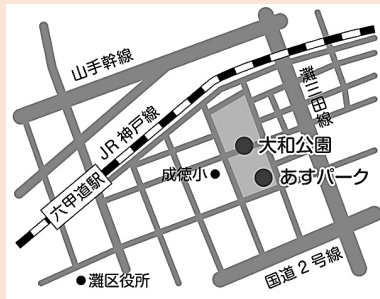 山手幹線
灘三田線
JR神戸線
大和公園
六甲道駅
成徳小
あすパーク
灘区役所
国道2号線